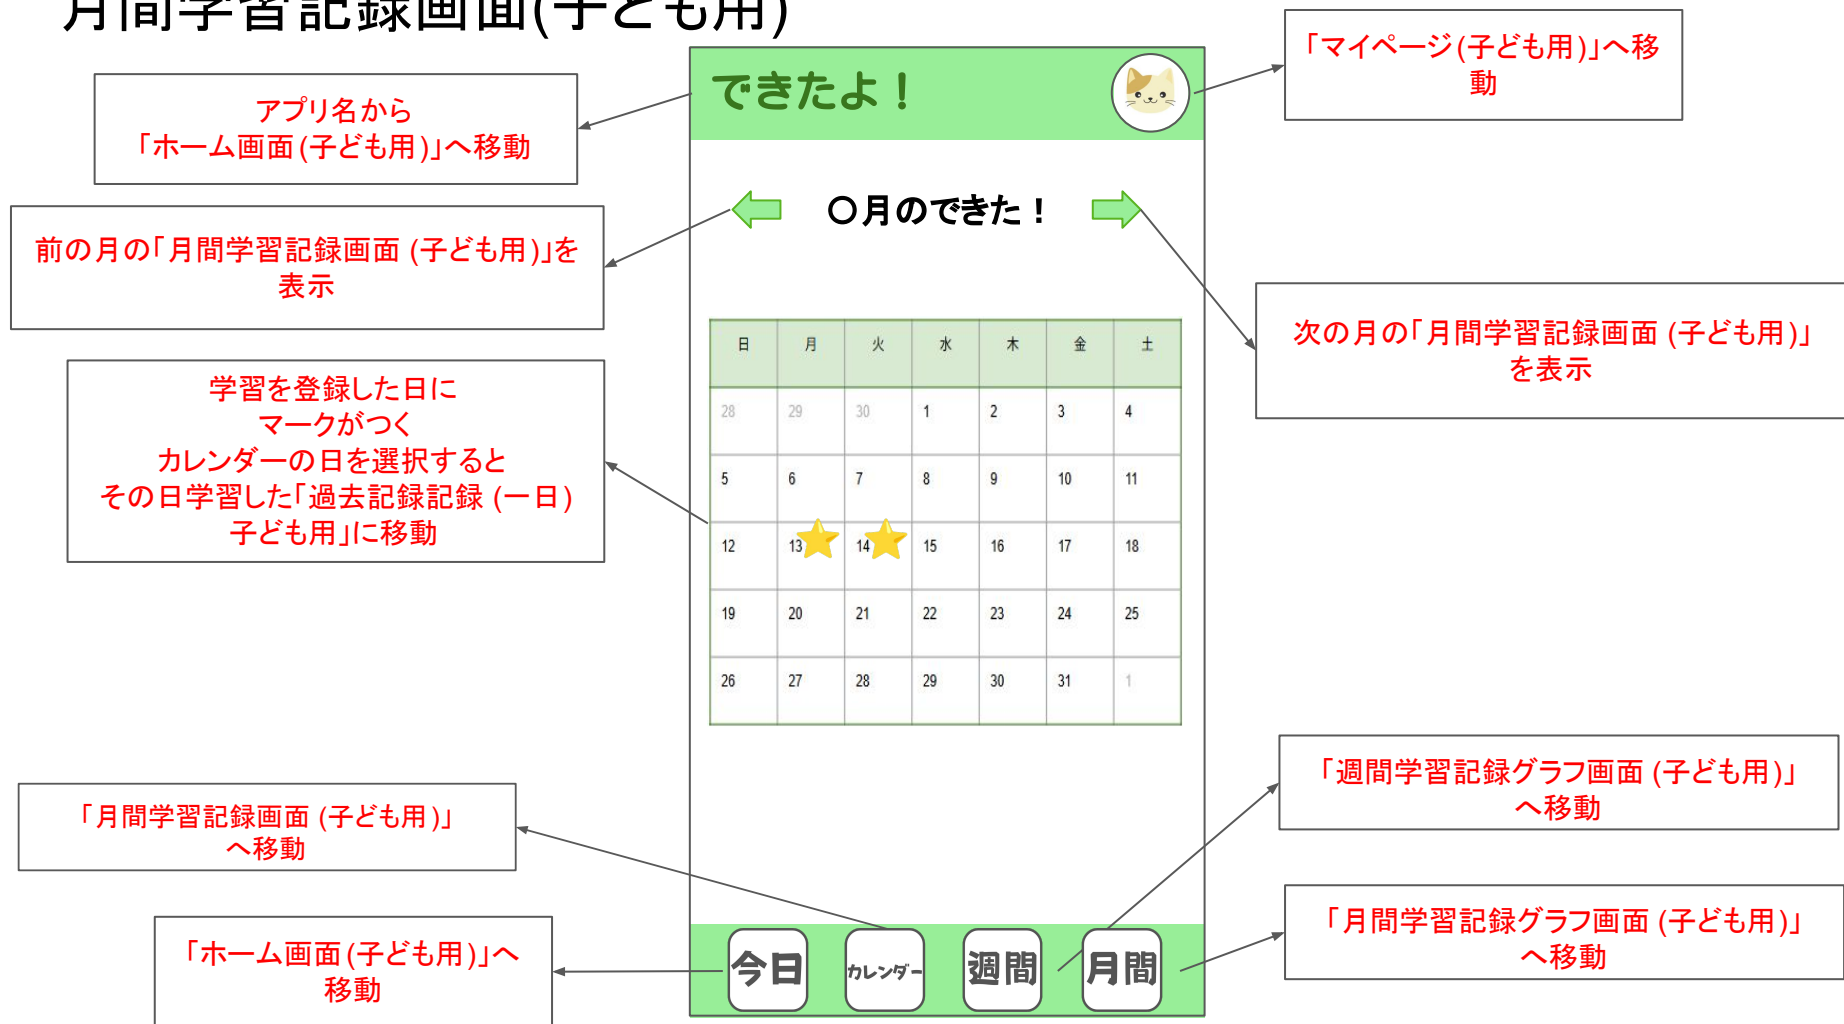 月間学習記録画面(子ども用)
アプリ名から
「ホーム画面(子ども用)」へ移動
できたよ！
「マイページ(子ども用)」へ移
動
前の月の「月間学習記録画面 (子ども用)」を
表示
〇月のできた！
次の月の「月間学習記録画面 (子ども用)」
を表示
学習を登録した日に
マークがつく
カレンダーの日を選択すると
その日学習した「過去記録記録 (一日)
子ども用」に移動
日 月 火 水 木 金 土
28 29 30 1 2 3 4
5 6 7 8 9 10 11
12 13 14 15 16 17 18
19 20 21 22 23 24 25
26 27 28 29 30 31 1
「月間学習記録画面 (子ども用)」
へ移動
「週間学習記録グラフ画面 (子ども用)」
へ移動
「ホーム画面(子ども用)」へ
移動
今日 カレンダー 週間 月間
「月間学習記録グラフ画面 (子ども用)」
へ移動